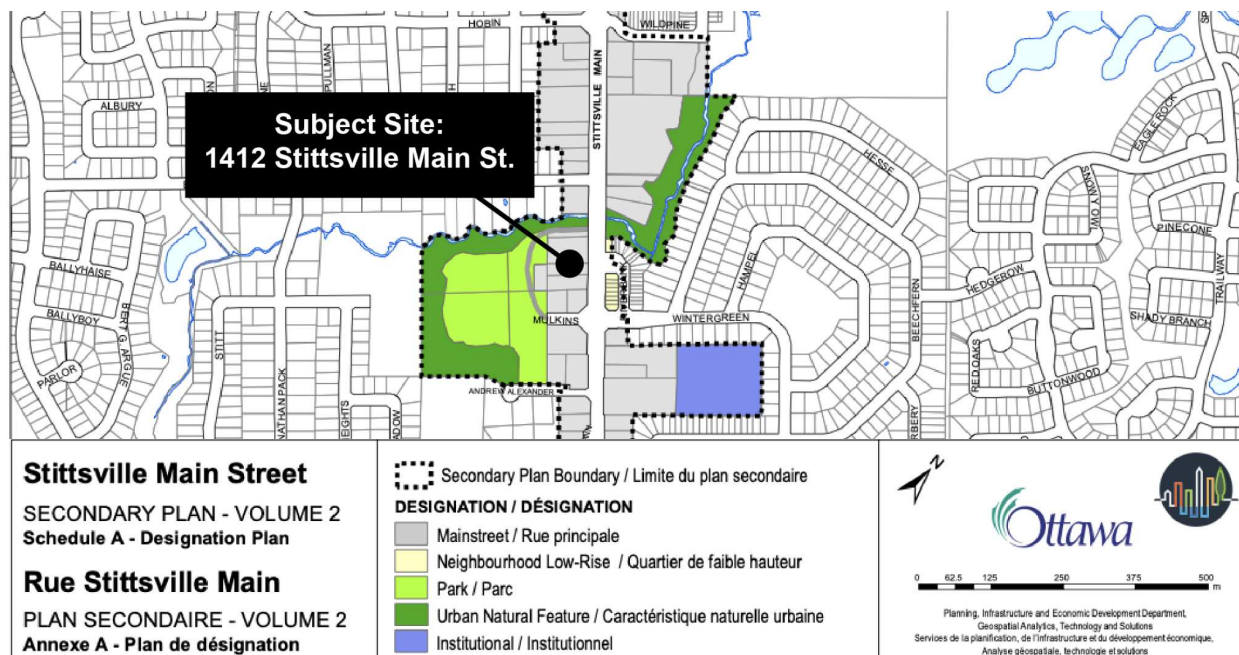 HOBIN
WILDPINE
PULLMAN
ALBURY
STITTSVILLE MAIN
EAGLE ROCK
Subject Site:
1412 Stittsville Main St.
HESSE
SNOWY OWL
PINECONE
BALLYHAISE
HAMPEL
HEDGEROW
TRAILWAY
BALLYBOY
BERT G. ARGUE
MULKINS
WINTERGREEN
BEECHFERN
SHADY BRANCH
STITT
PARLOR
NATHAN PACK
RED OAKS
BUTTONWOOD
ANDREW ALEXANDER
Stittsville Main Street
SECONDARY PLAN - VOLUME 2
Schedule A - Designation Plan
Rue Stittsville Main
PLAN SECONDAIRE - VOLUME 2
Annexe A - Plan de désignation
Secondary Plan Boundary / Limite du plan secondaire
DESIGNATION / DÉSIGNATION
Mainstreet / Rue principale
Neighbourhood Low-Rise / Quartier de faible hauteur
Park / Parc
Urban Natural Feature / Caractéristique naturelle urbaine
Institutional / Institutionnel
N
Ottawa
0 62.5 125 250 375 500
m
Planning, Infrastructure and Economic Development Department,
Geospatial Analytics, Technology and Solutions
Services de la planification, de l'infrastructure et du développement économique,
Analyse géospatiale, technologie et solutions